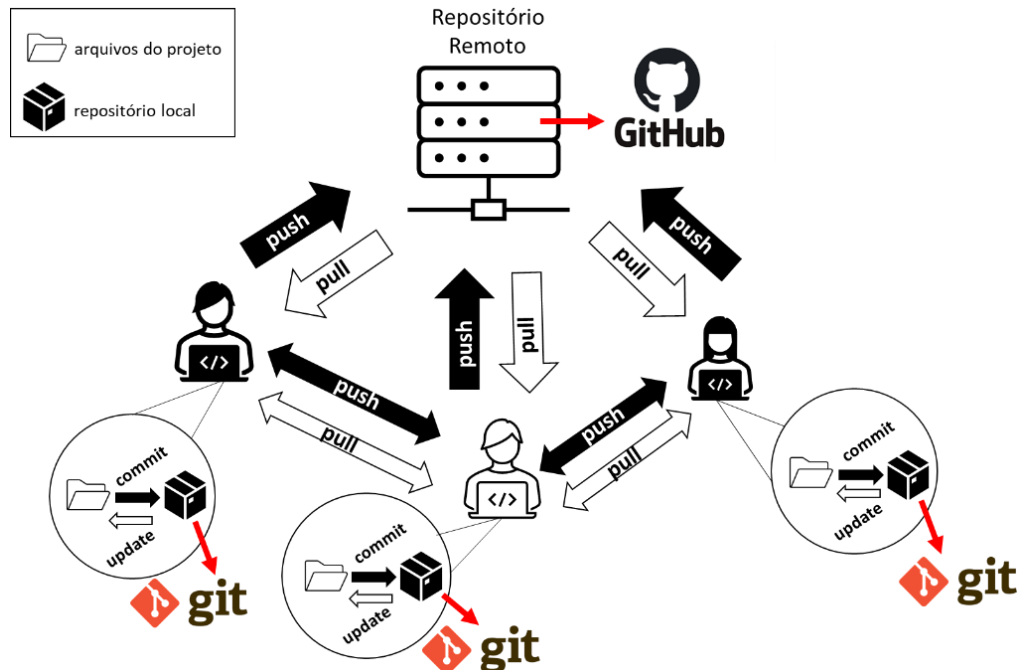 Repositório
Remoto
arquivos do projeto
repositório local
GitHub
push
pull
push
pull
push
pull
</>
</>
</>
push
pull
push
pull
commit
update
git
commit
update
git
commit
update
git